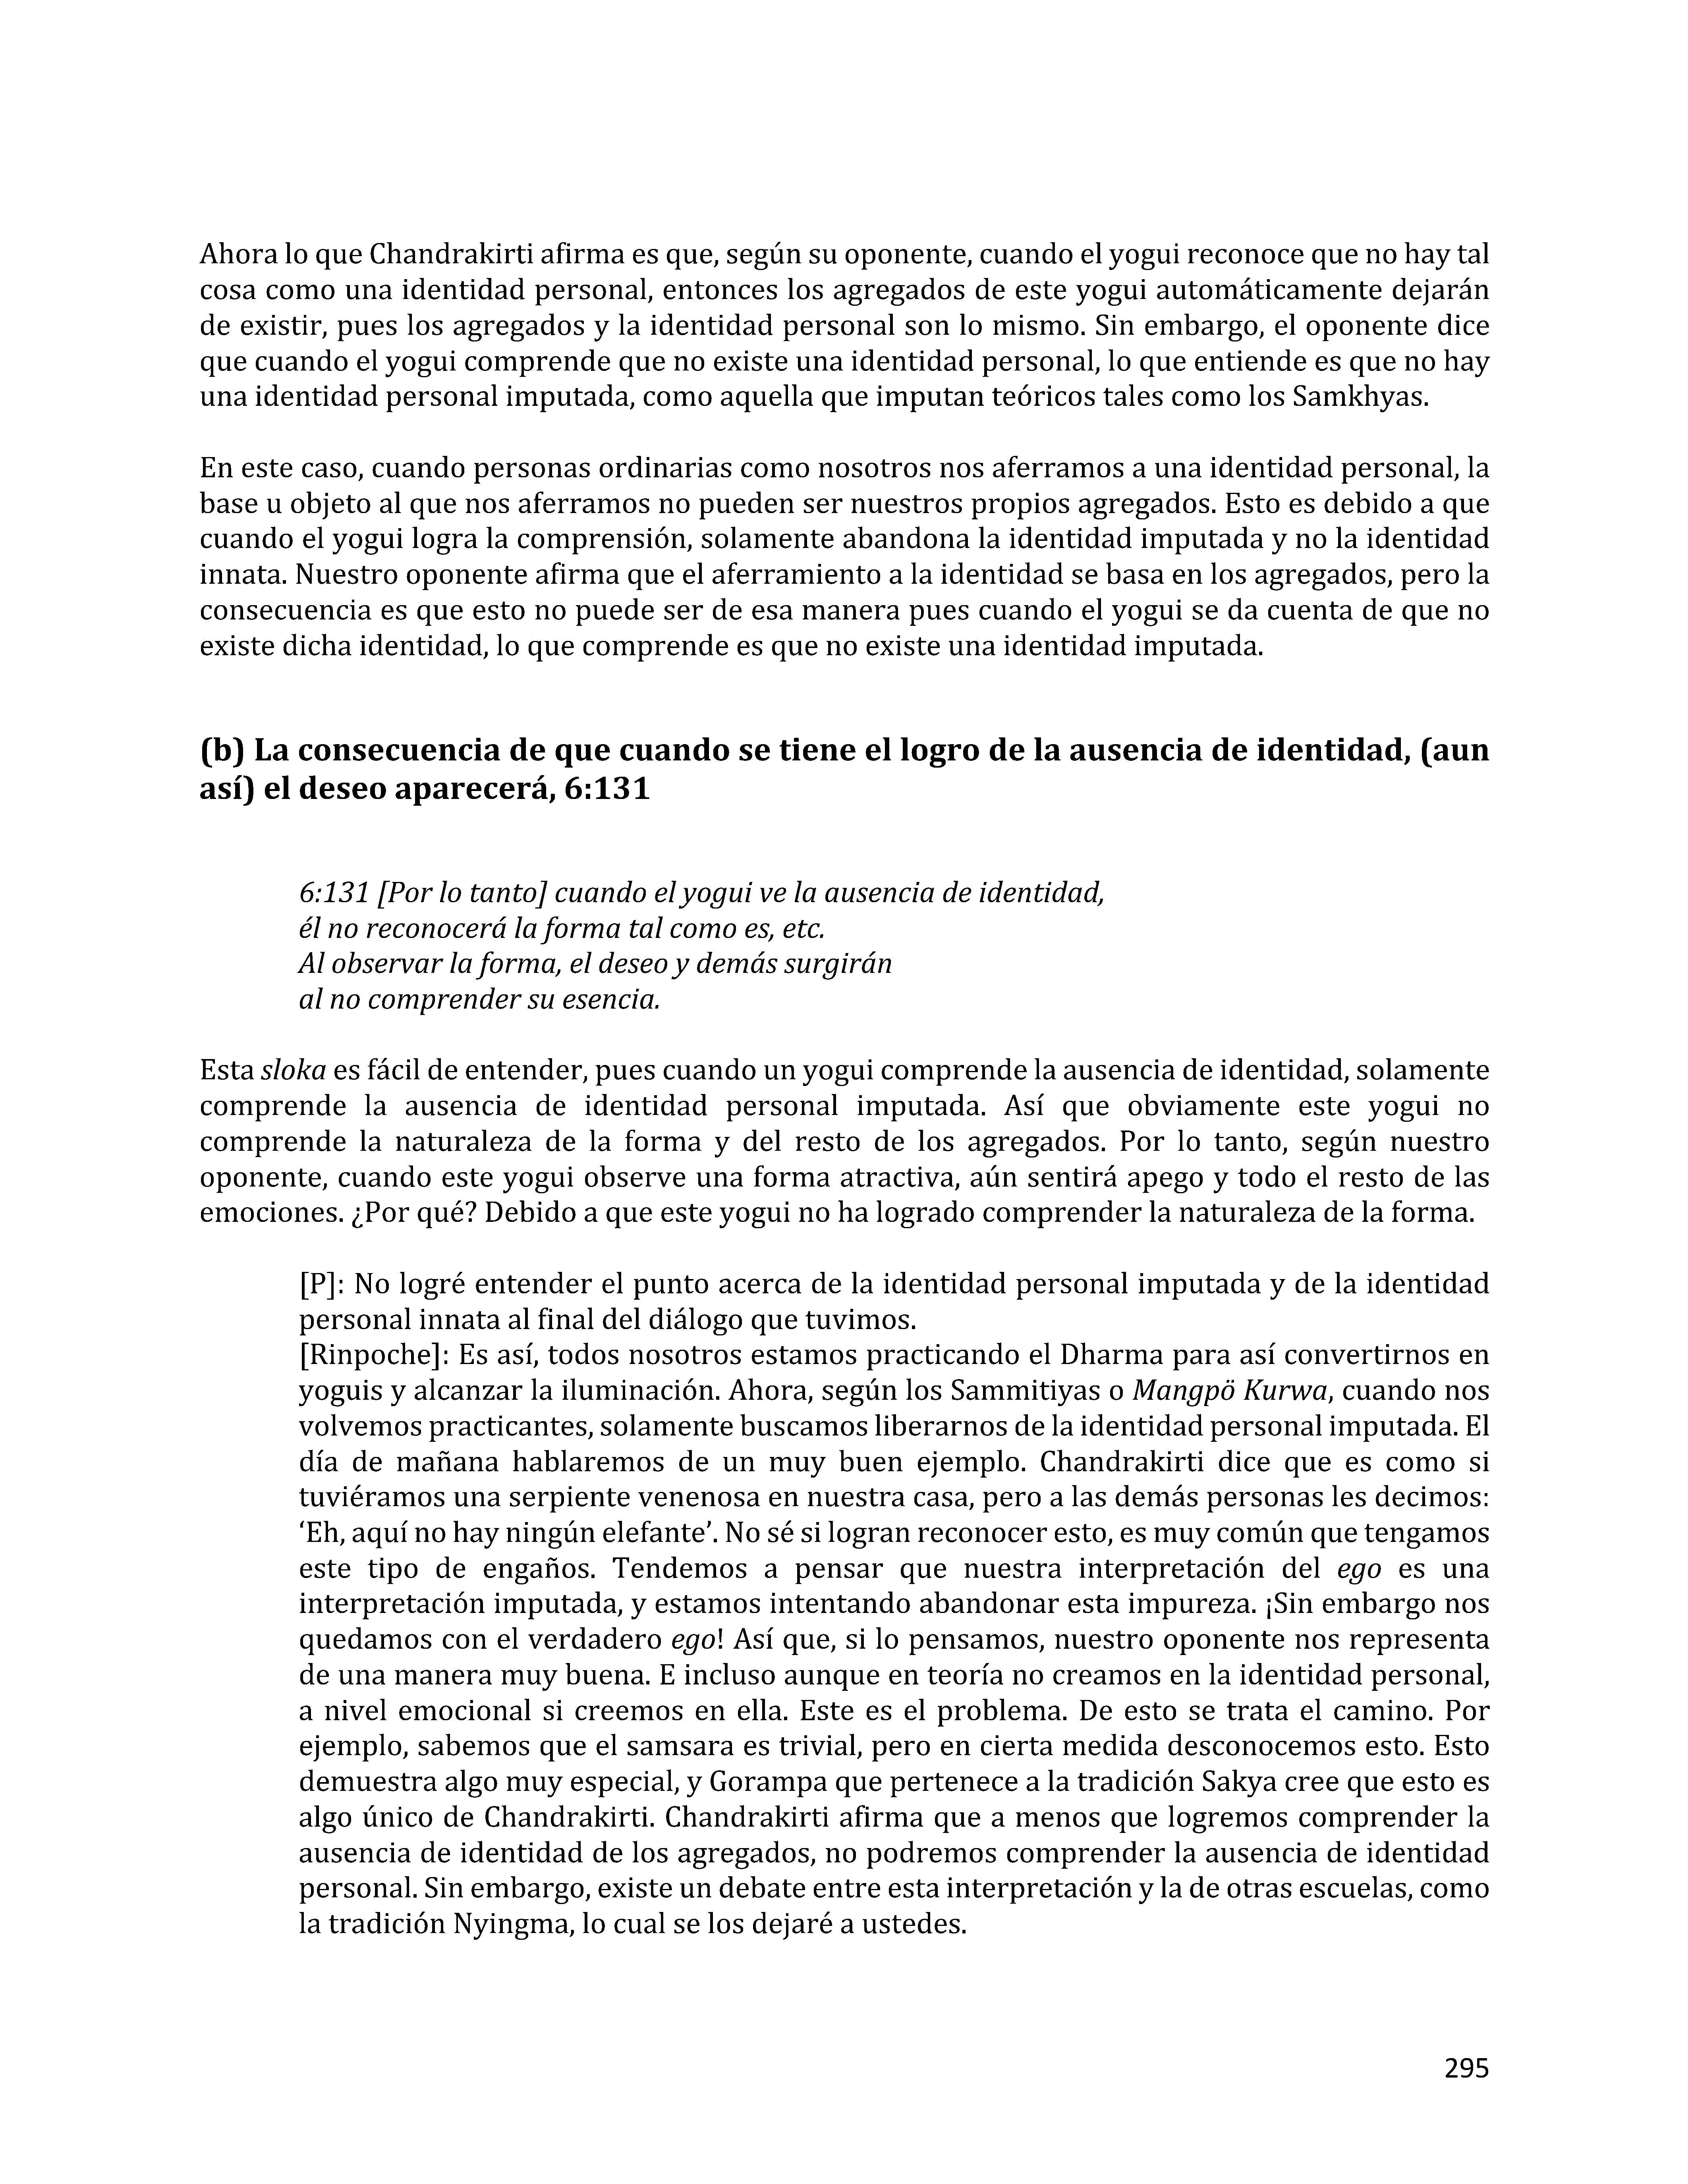 Ahora lo que Chandrakirti afirma es que, según su oponente, cuando el yogui reconoce que no hay tal
cosa como una identidad personal, entonces los agregados de este yogui automáticamente dejarán
de existir, pues los agregados y la identidad personal son lo mismo. Sin embargo, el oponente dice
que cuando el yogui comprende que no existe una identidad personal, lo que entiende es que no hay
una identidad personal imputada, como aquella que imputan teóricos tales como los Samkhyas.
En este caso, cuando personas ordinarias como nosotros nos aferramos a una identidad personal, la
base u objeto al que nos aferramos no pueden ser nuestros propios agregados. Esto es debido a que
cuando el yogui logra la comprensión, solamente abandona la identidad imputada y no la identidad
innata. Nuestro oponente afirma que el aferramiento a la identidad se basa en los agregados, pero la
consecuencia es que esto no puede ser de esa manera pues cuando el yogui se da cuenta de que no
existe dicha identidad, lo que comprende es que no existe una identidad imputada.
(b) La consecuencia de que cuando se tiene el logro de la ausencia de identidad, (aun
así) el deseo aparecerá, 6:131
6:131 [Por lo tanto] cuando el yogui ve la ausencia de identidad,
él no reconocerá la forma tal como es, etc.
Al observar la forma, el deseo y demás surgirán
al no comprender su esencia.
Esta sloka es fácil de entender, pues cuando un yogui comprende la ausencia de identidad, solamente
comprende la ausencia de identidad personal imputada. Así que obviamente este yogui no
comprende la naturaleza de la forma y del resto de los agregados. Por lo tanto, según nuestro
oponente, cuando este yogui observe una forma atractiva, aún sentirá apego y todo el resto de las
emociones. ¿Por qué? Debido a que este yogui no ha logrado comprender la naturaleza de la forma.
[P]: No logré entender el punto acerca de la identidad personal imputada y de la identidad
personal innata al final del diálogo que tuvimos.
[Rinpoche]: Es así, todos nosotros estamos practicando el Dharma para así convertirnos en
yoguis y alcanzar la iluminación. Ahora, según los Sammitiyas o Mangpö Kurwa, cuando nos
volvemos practicantes, solamente buscamos liberarnos de la identidad personal imputada. El
día de mañana hablaremos de un muy buen ejemplo. Chandrakirti dice que es como si
tuviéramos una serpiente venenosa en nuestra casa, pero a las demás personas les decimos:
‘Eh, aquí no hay ningún elefante’. No sé si logran reconocer esto, es muy común que tengamos
este tipo de engaños. Tendemos a pensar que nuestra interpretación del ego es una
interpretación imputada, y estamos intentando abandonar esta impureza. ¡Sin embargo nos
quedamos con el verdadero ego! Así que, si lo pensamos, nuestro oponente nos representa
de una manera muy buena. E incluso aunque en teoría no creamos en la identidad personal,
a nivel emocional si creemos en ella. Este es el problema. De esto se trata el camino. Por
ejemplo, sabemos que el samsara es trivial, pero en cierta medida desconocemos esto. Esto
demuestra algo muy especial, y Gorampa que pertenece a la tradición Sakya cree que esto es
algo único de Chandrakirti. Chandrakirti afirma que a menos que logremos comprender la
ausencia de identidad de los agregados, no podremos comprender la ausencia de identidad
personal. Sin embargo, existe un debate entre esta interpretación y la de otras escuelas, como
la tradición Nyingma, lo cual se los dejaré a ustedes.
295